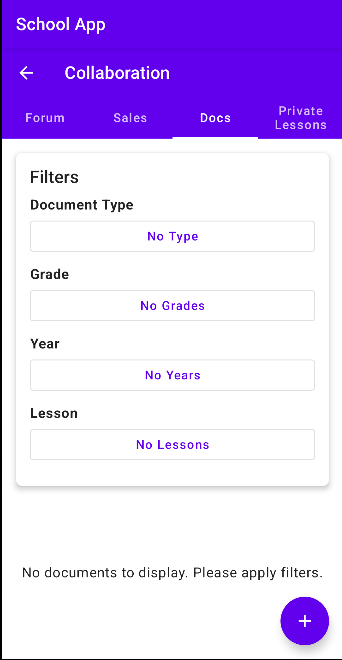 School App
Collaboration
Forum
Sales
Docs
Private
Lessons
Filters
Document Type
No Type
Grade
No Grades
Year
No Years
Lesson
No Lessons
No documents to display. Please apply filters.
+